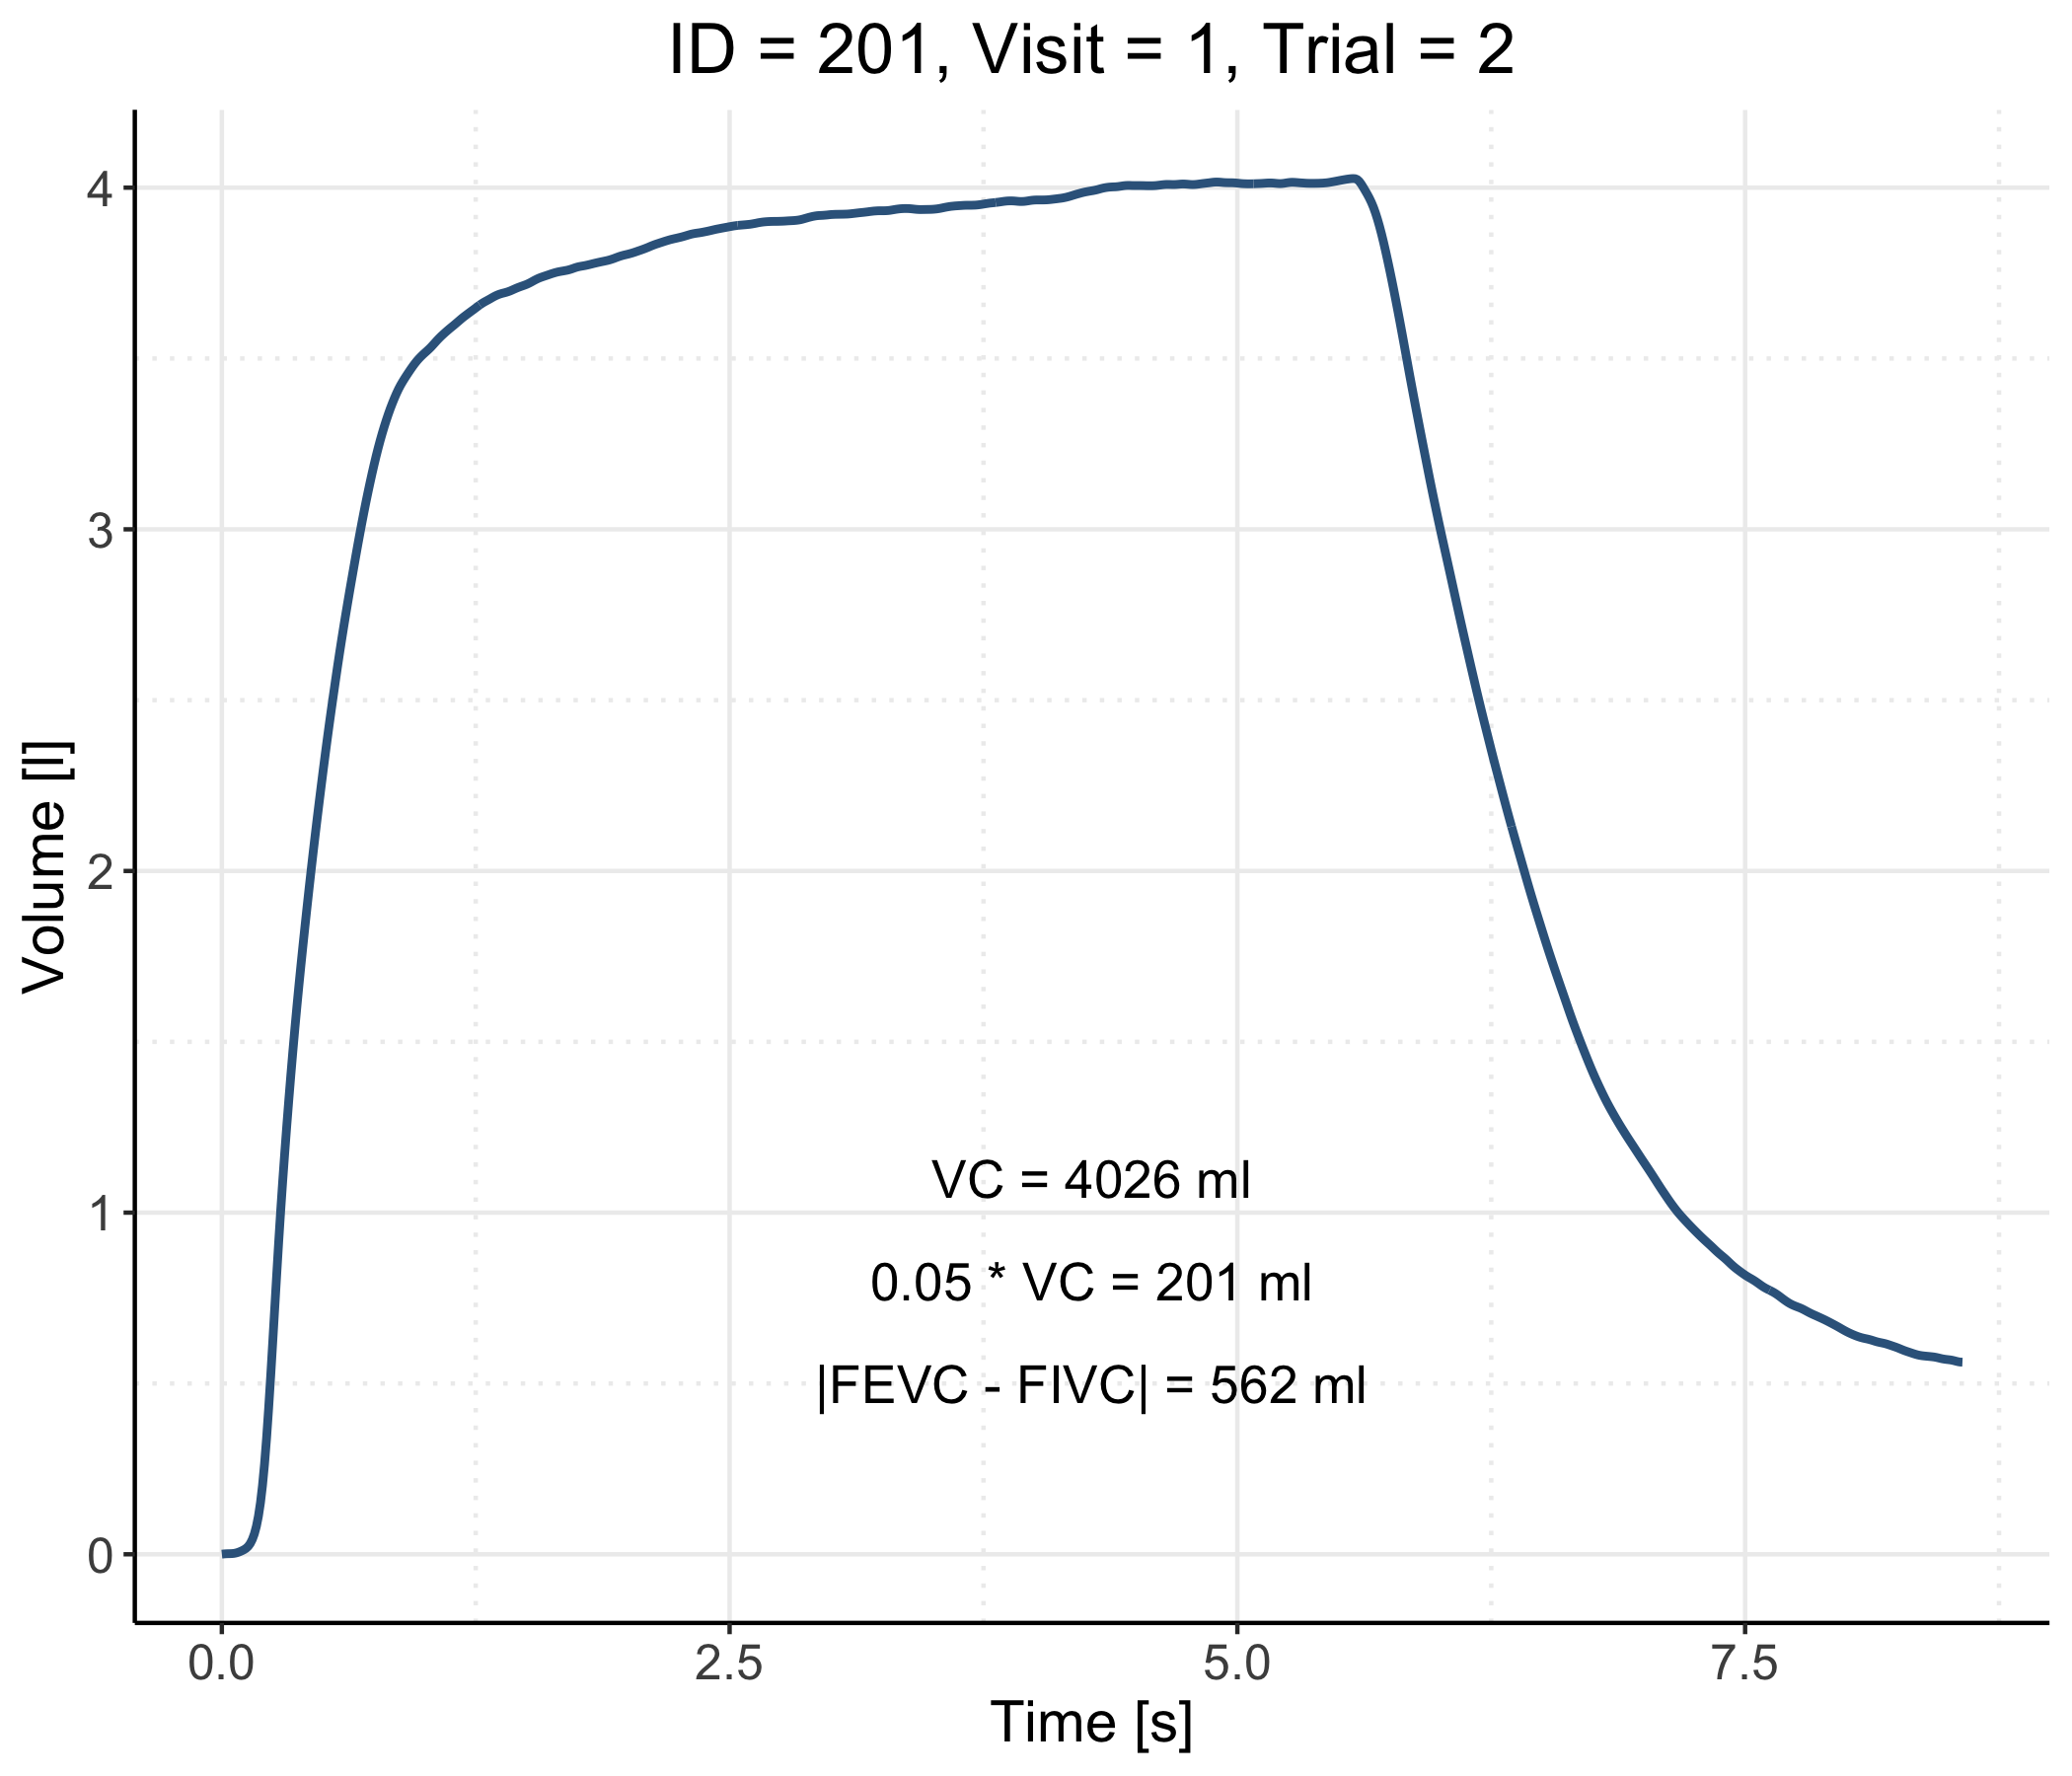 ID = 201, Visit = 1, Trial = 2
4
3
2
1
0
Volume [l]
VC = 4026 ml
0.05 * VC = 201 ml
|FEVC - FIVC| = 562 ml
0.0 2.5 5.0 7.5
Time [s]